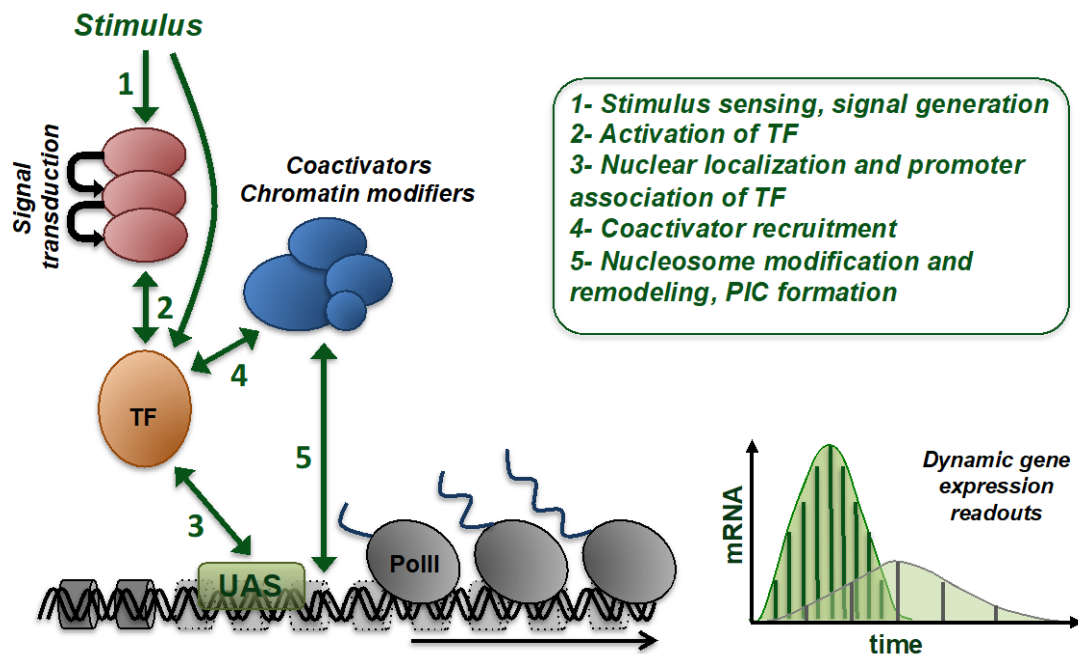 Stimulus
1
Signal
transduction
2
Coactivators
Chromatin modifiers
4
TF
3
5
UAS
PolII
1- Stimulus sensing, signal generation
2- Activation of TF
3- Nuclear localization and promoter
association of TF
4- Coactivator recruitment
5- Nucleosome modification and
remodeling, PIC formation
Dynamic gene
expression
readouts
mRNA
time